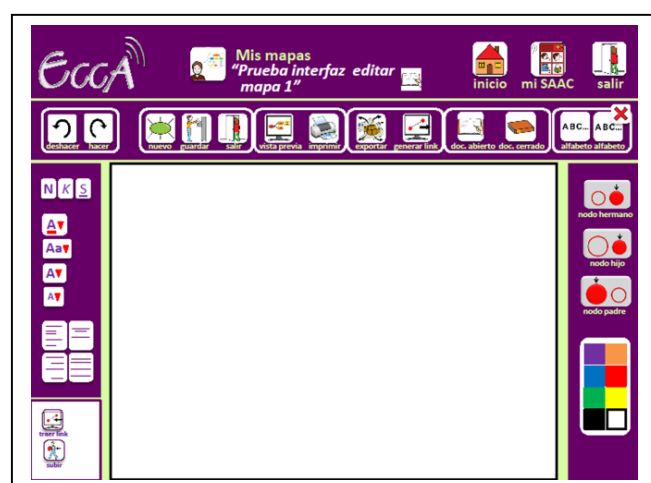 EccA
Mis mapas
"Prueba interfaz editar
mapa 1"
inicio mi SAAC salir
deshacer hacer
nuevo guardar salir
vista previa imprimir
exportar generar link
doc. abierto doc. cerrado
ABC... ABC...
alfabeto alfabeto
N K S
A
Aa
A
A
nodo hermano
nodo hijo
nodo padre
traer link
subir